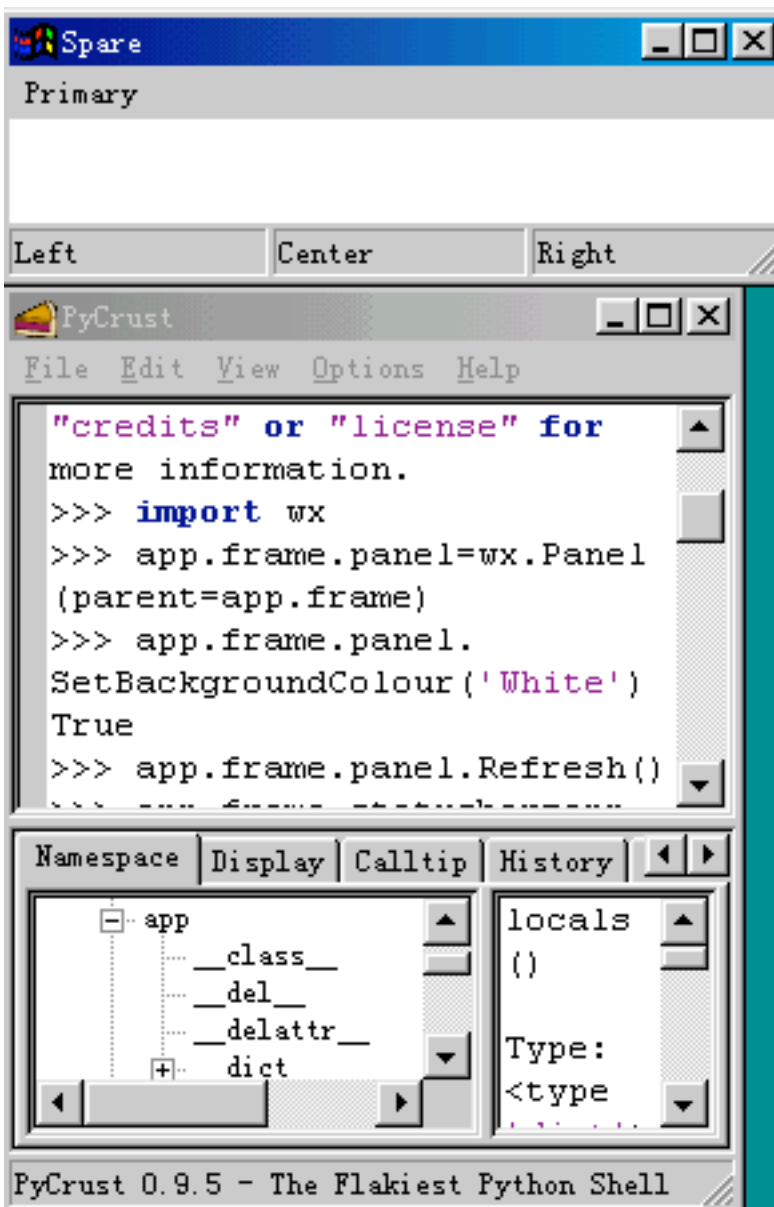 Spare
Primary
Left Center Right
PyCrust
File Edit View Options Help
"credits" or "license" for
more information.
>>> import wx
>>> app.frame.panel=wx.Panel
(parent=app.frame)
>>> app.frame.panel.
SetBackgroundColour('White')
True
>>> app.frame.panel.Refresh()
Namespace Display Calltip History
app
__class__
__del__
__delattr__
dict
locals
()
Type:
<type
PyCrust 0.9.5 - The Flakiest Python Shell